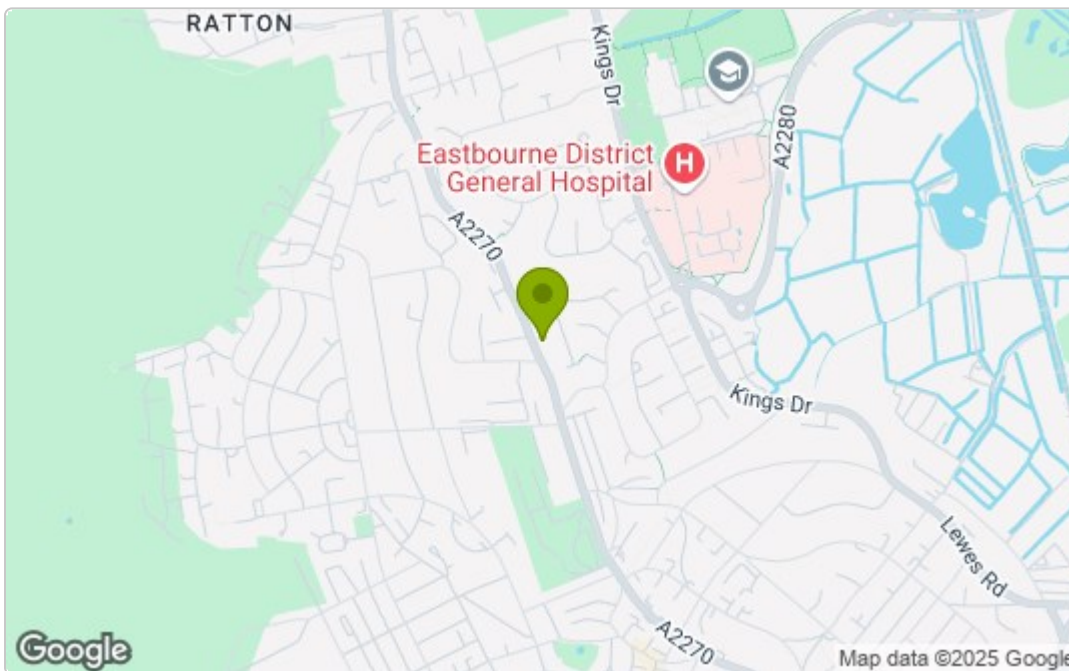 RATTON
Kings Dr
A2280
Eastbourne District
General Hospital
H
A2270
Kings Dr
Lewes Rd
A2270
Google
Map data ©2025 Google